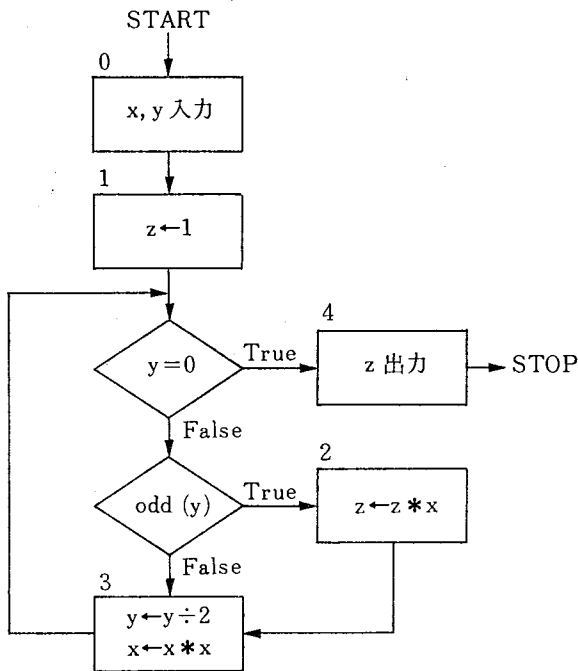 START
0
x, y 入力
1
z←1
y=0
True
4
z 出力
STOP
False
odd (y)
True
2
z←z*x
False
3
y←y÷2
x←x*x